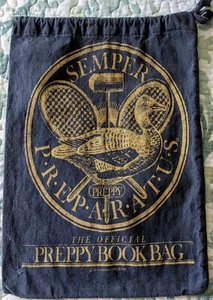 SEMPER
P·R·E·P·A·R·A·T·U·S
PREPPY
THE OFFICIAL
PREPPY BOOK BAG